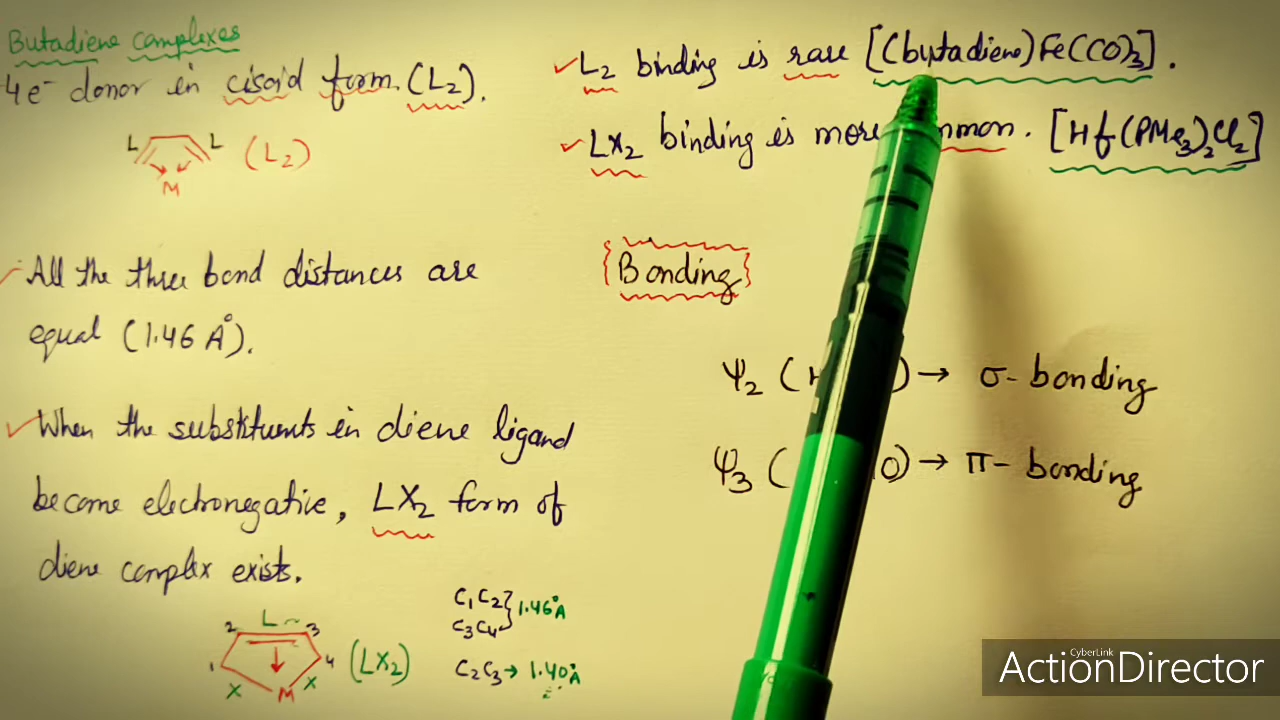 Butadiene complexes
4e⁻ donor in cisoid form. (L2).
L L (L2)
M
All the three bond distances are
equal (1.46 A°).
When the substituents in diene ligand
become electronegative, LX2 form of
diene complex exists.
L
2 3
1 4 (LX2)
X M X
C1C2
C3C4 } 1.46°A
C2C3 → 1.40°A
✓ L2 binding is rare [(butadiene)Fe(CO)3].
✓ LX2 binding is more [Hf(PMe3)2Cl2]
{Bonding}
Ψ2 ( ) → σ- bonding
Ψ3 ( O) → π- bonding
CyberLink
ActionDirector